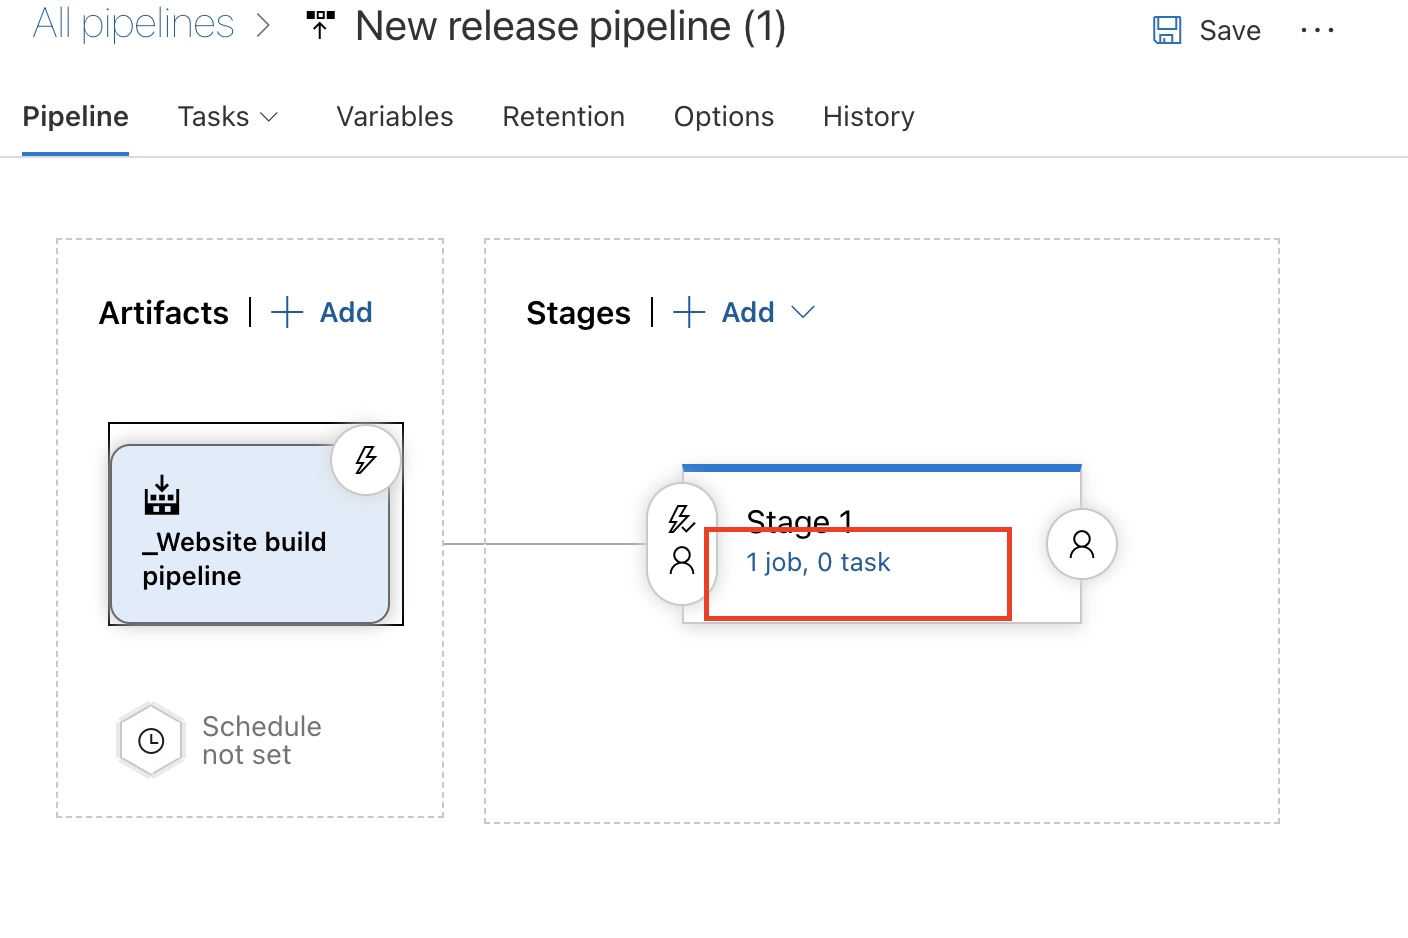 All pipelines > New release pipeline (1)
Save ...
Pipeline Tasks Variables Retention Options History
Artifacts | + Add
Stages | + Add
_Website build
pipeline
Stage 1
1 job, 0 task
Schedule
not set